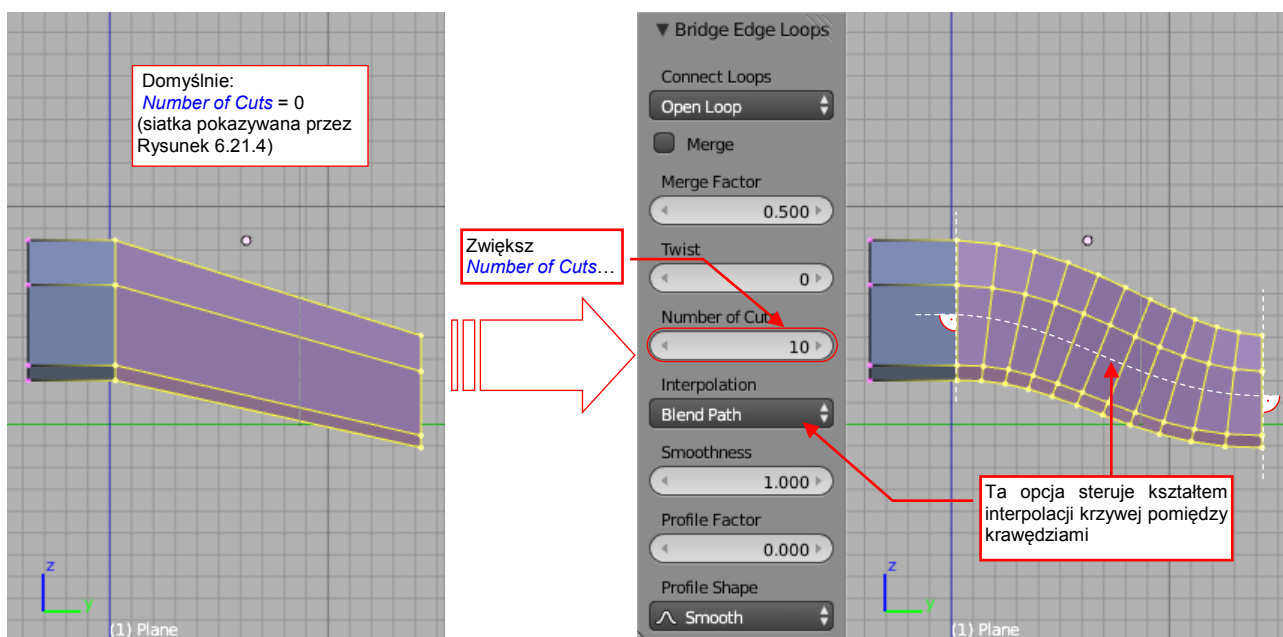 Domyślnie:
Number of Cuts = 0
(siatka pokazywana przez
Rysunek 6.21.4)
z
y
(1) Plane
Zwiększ
Number of Cuts…
▼ Bridge Edge Loops
Connect Loops
Open Loop
Merge
Merge Factor
0.500
Twist
0
Number of Cuts
10
Interpolation
Blend Path
Smoothness
1.000
Profile Factor
0.000
Profile Shape
Smooth
Ta opcja steruje kształtem
interpolacji krzywej pomiędzy
krawędziami
z
y
(1) Plane